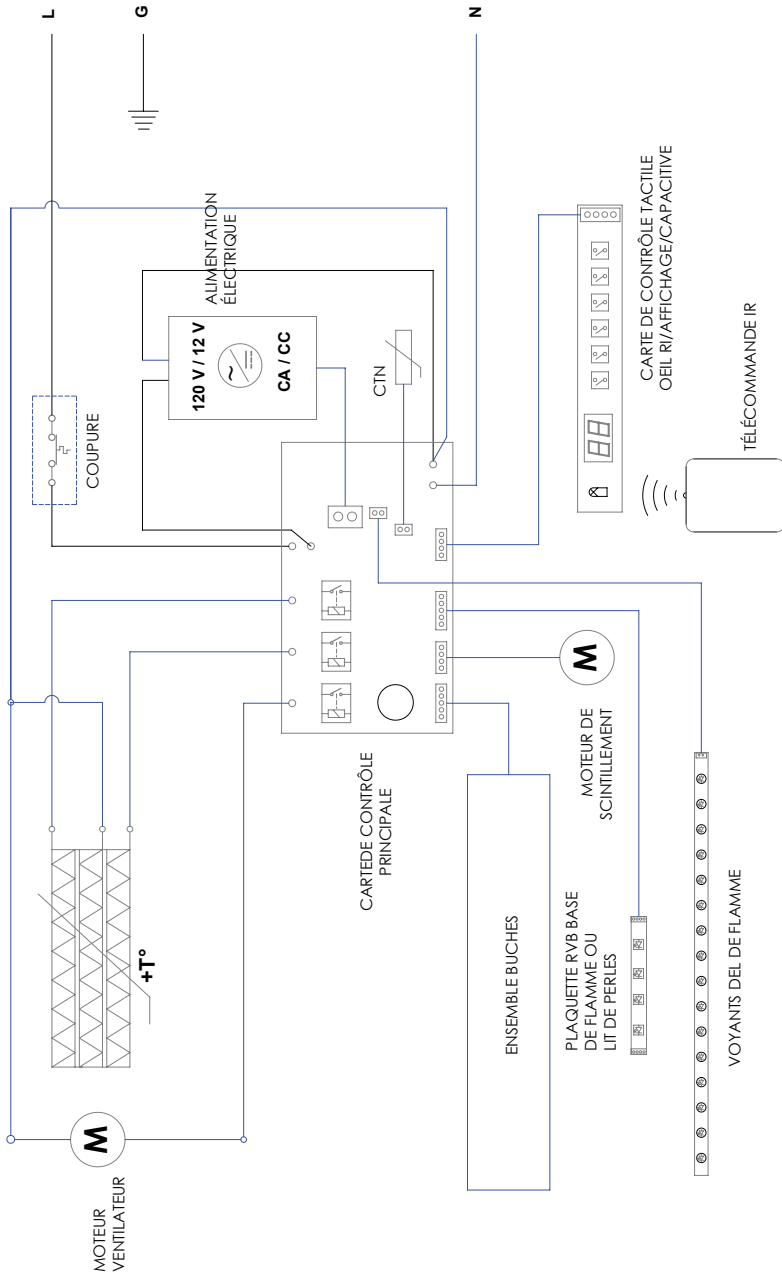 MOTEUR
VENTILATEUR
W
+T°
COUPURE
L
G
ALIMENTATION
ÉLECTRIQUE
120 V / 12 V
CA / CC
CTN
N
CARTEDE CONTRÔLE
PRINCIPALE
ENSEMBLE BUCHES
MOTEUR DE
SCINTILLEMENT
W
PLAQUETTE RVB BASE
DE FLAMME OU
LIT DE PERLES
VOYANTS DEL DE FLAMME
88
CARTE DE CONTRÔLE TACTILE
OEIL RI/AFFICHAGE/CAPACITIVE
TÉLÉCOMMANDE IR